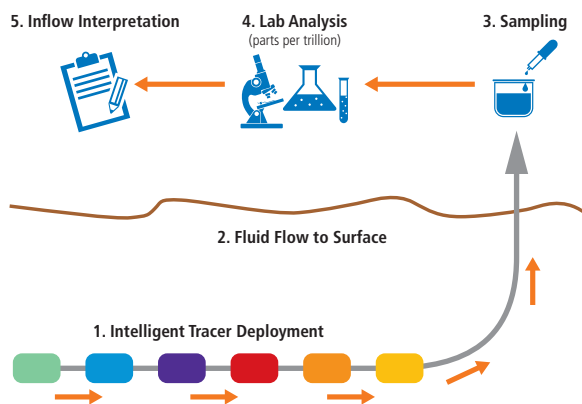 5. Inflow Interpretation
4. Lab Analysis
(parts per trillion)
3. Sampling
2. Fluid Flow to Surface
1. Intelligent Tracer Deployment